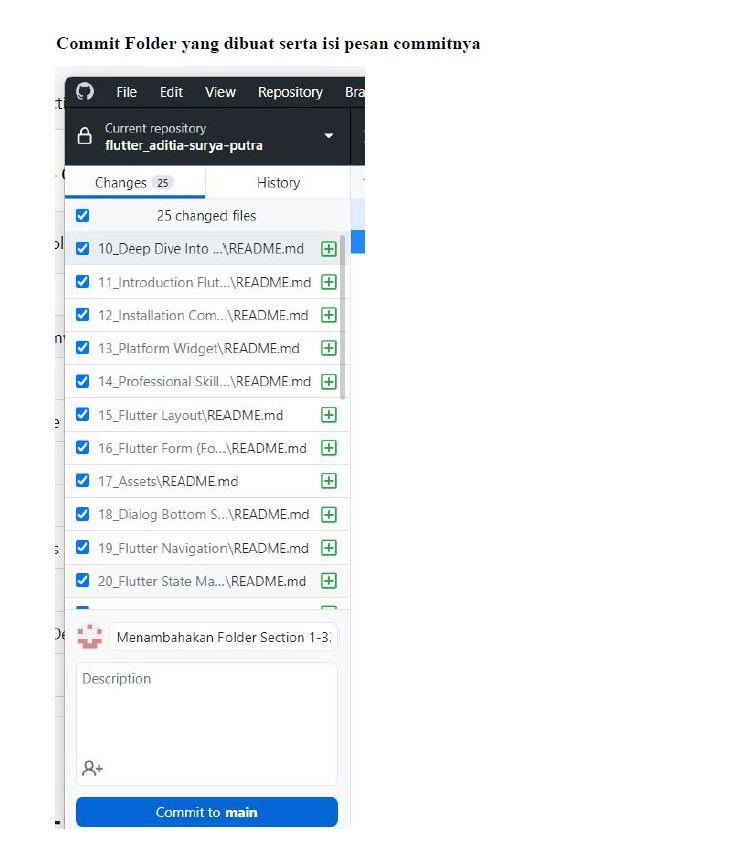 Commit Folder yang dibuat serta isi pesan commitnya
File Edit View Repository Bra
Current repository
flutter_aditia-surya-putra
Changes 25 History
25 changed files
10_Deep Dive Into ...\README.md
11_Introduction Flut...\README.md
12_Installation Com...\README.md
13_Platform Widget\README.md
14_Professional Skill...\README.md
15_Flutter Layout\README.md
16_Flutter Form (Fo...\README.md
17_Assets\README.md
18_Dialog Bottom S...\README.md
19_Flutter Navigation\README.md
20_Flutter State Ma...\README.md
Menambahakan Folder Section 1-3
Description
Commit to main